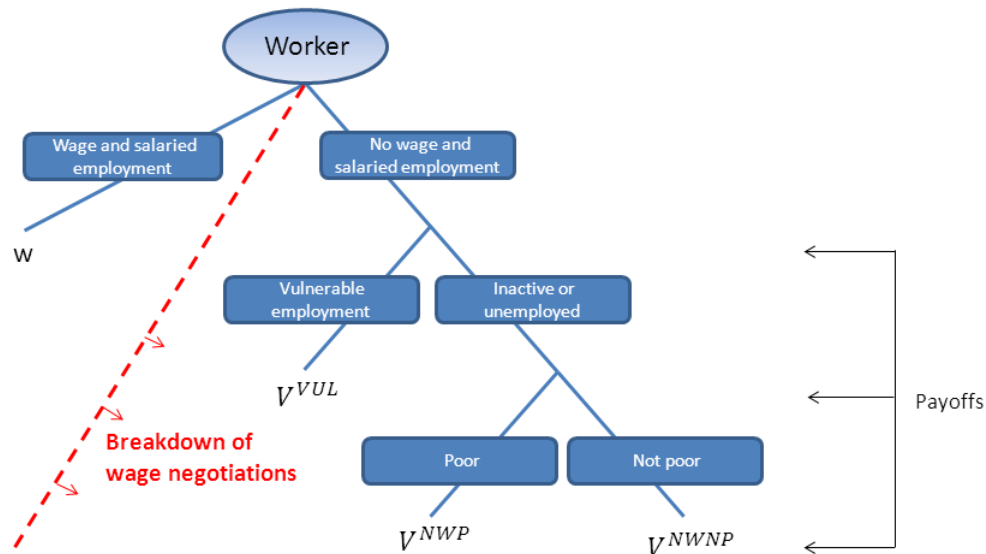 Worker
Wage and salaried
employment
No wage and
salaried employment
w
Vulnerable
employment
Inactive or
unemployed
V^{VUL}
Payoffs
Breakdown of
wage negotiations
Poor
Not poor
V^{NWP}
V^{NWNP}